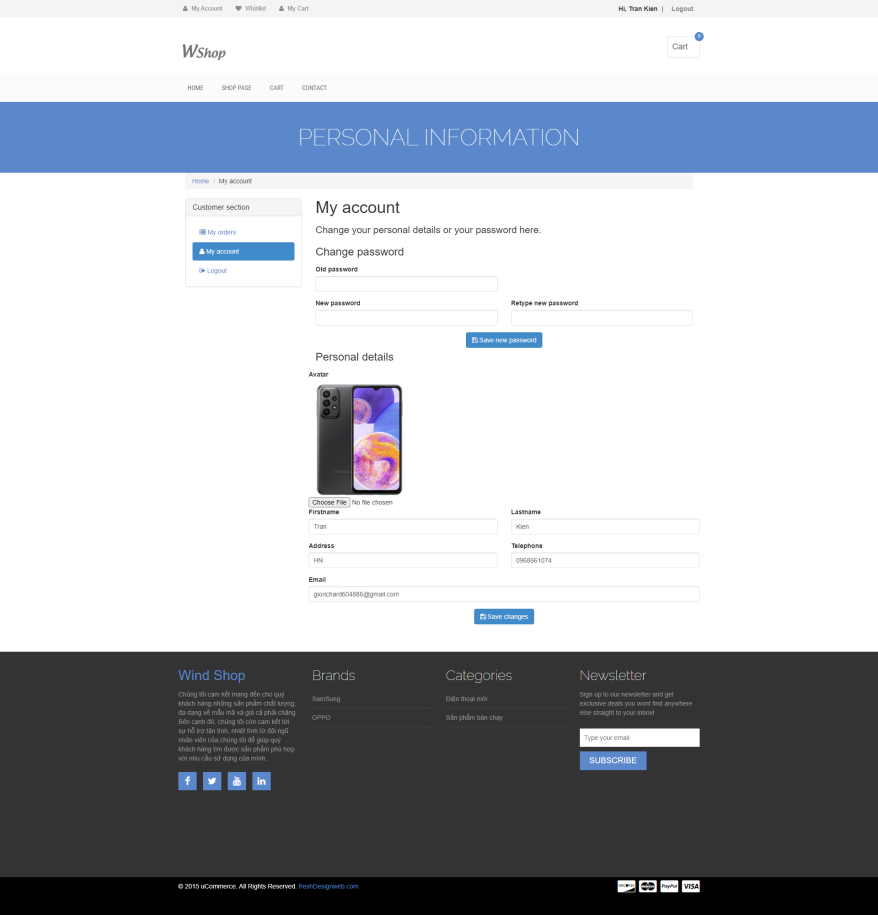 My Account Wishlist My Cart
Hi, Tran Kien | Logout
WShop
Cart
0
HOME SHOP PAGE CART CONTACT
PERSONAL INFORMATION
Home / My account
Customer section
My orders
My account
Logout
My account
Change your personal details or your password here.
Change password
Old password
New password Retype new password
Save new password
Personal details
Avatar
SAMSUNG
Choose File No file chosen
Firstname Lastname
Tran Kien
Address Telephone
HN 0968661074
Email
giorichard604886@gmail.com
Save changes
Wind Shop
Chúng tôi cam kết mang đến cho quý
khách hàng những sản phẩm chất lượng,
đa dạng về mẫu mã và giá cả phải chăng.
Bên cạnh đó, chúng tôi còn cam kết tới
sự hỗ trợ tận tình, nhiệt tình từ đội ngũ
nhân viên của chúng tôi để giúp quý
khách hàng tìm được sản phẩm phù hợp
với nhu cầu sử dụng của mình.
Brands
SamSung
OPPO
Categories
Điện thoại mới
Sản phẩm bán chạy
Newsletter
Sign up to our newsletter and get
exclusive deals you wont find anywhere
else straight to your inbox!
Type your email
SUBSCRIBE
© 2015 uCommerce. All Rights Reserved. freshDesignweb.com
DISCOVER PayPal VISA